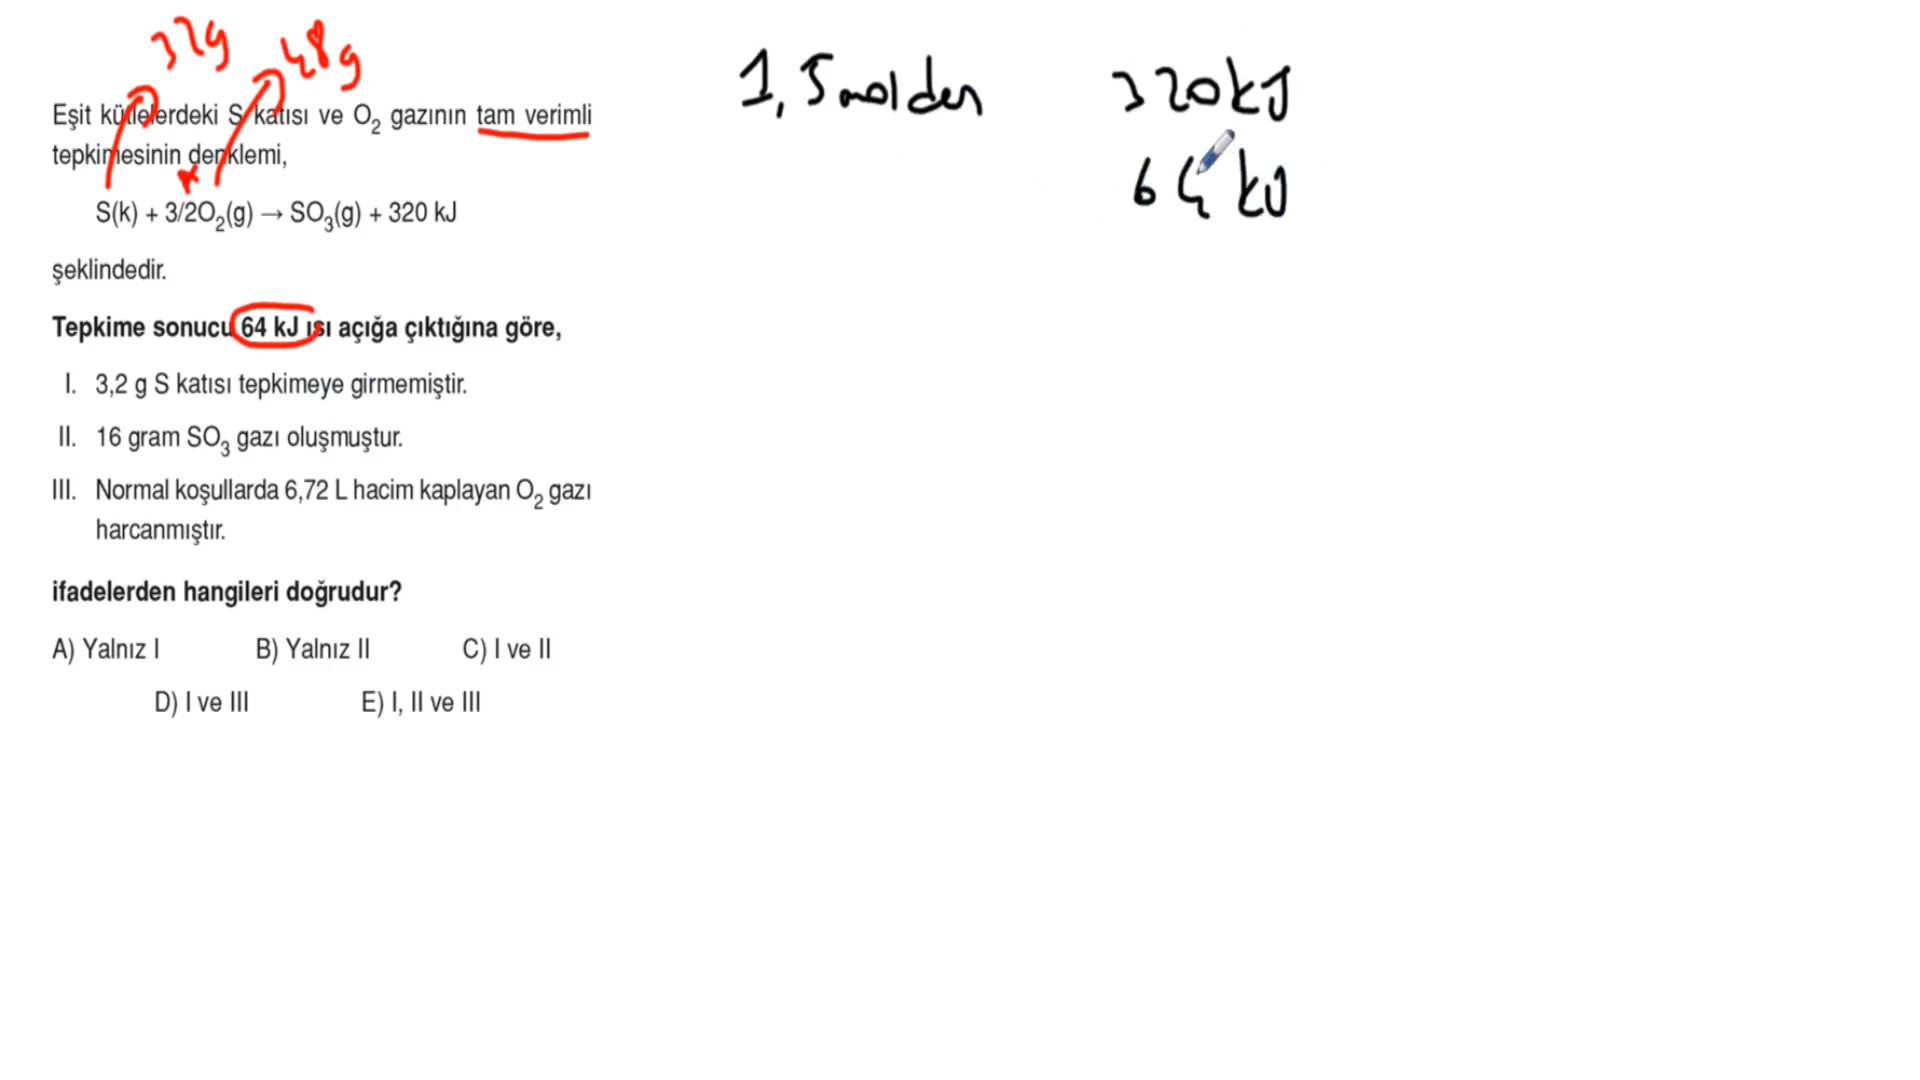 32g 48g
1,5 molden 320kJ
Eşit kütlelerdeki S katısı ve O2 gazının tam verimli
tepkimesinin denklemi,
64 kJ
S(k) + 3/2O2(g) → SO3(g) + 320 kJ
şeklindedir.
Tepkime sonucu 64 kJ ısı açığa çıktığına göre,
I. 3,2 g S katısı tepkimeye girmemiştir.
II. 16 gram SO3 gazı oluşmuştur.
III. Normal koşullarda 6,72 L hacim kaplayan O2 gazı
harcanmıştır.
ifadelerden hangileri doğrudur?
A) Yalnız I B) Yalnız II C) I ve II
D) I ve III E) I, II ve III